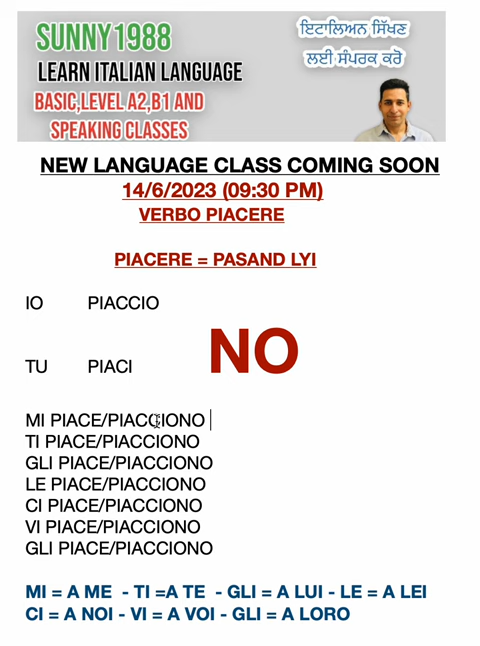 SUNNY1988
LEARN ITALIAN LANGUAGE
BASIC,LEVEL A2,B1 AND
SPEAKING CLASSES
ਇਟਾਲਿਅਨ ਸਿੱਖਣ
ਲਈ ਸੰਪਰਕ ਕਰੋ
NEW LANGUAGE CLASS COMING SOON
14/6/2023 (09:30 PM)
VERBO PIACERE
PIACERE = PASAND LYI
IO PIACCIO
NO
TU PIACI
MI PIACE/PIACCIONO
TI PIACE/PIACCIONO
GLI PIACE/PIACCIONO
LE PIACE/PIACCIONO
CI PIACE/PIACCIONO
VI PIACE/PIACCIONO
GLI PIACE/PIACCIONO
MI = A ME - TI =A TE - GLI = A LUI - LE = A LEI
CI = A NOI - VI = A VOI - GLI = A LORO